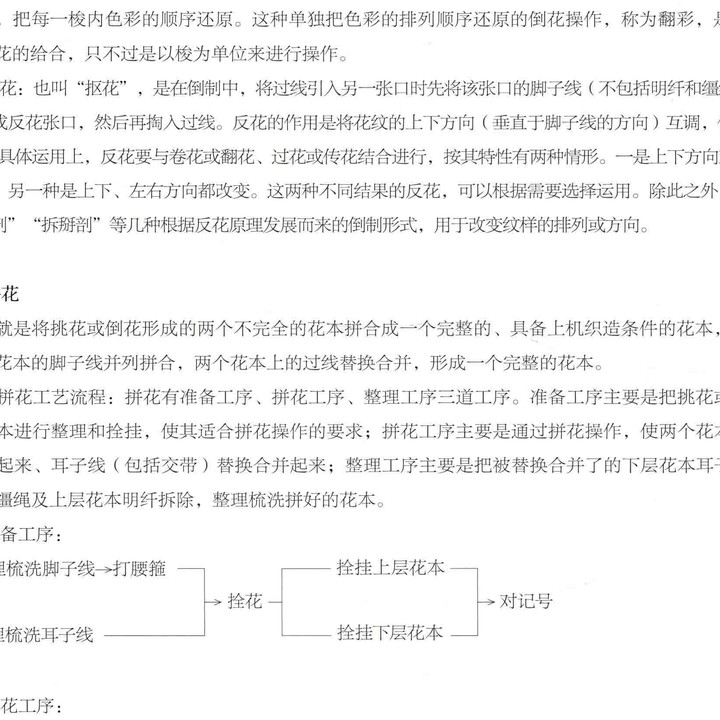 ，把每一梭内色彩的顺序还原。这种单独把色彩的排列顺序还原的倒花操作，称为翻彩，是
花的给合，只不过是以梭为单位来进行操作。
花：也叫“抠花”，是在倒制中，将过线引入另一张口时先将该张口的脚子线（不包括明纤和缰
成反花张口，然后再掏入过线。反花的作用是将花纹的上下方向（垂直于脚子线的方向）互调，
具体运用上，反花要与卷花或翻花、过花或传花结合进行，按其特性有两种情形。一是上下方向
，另一种是上下、左右方向都改变。这两种不同结果的反花，可以根据需要选择运用。除此之外
”“拆掰剖”等几种根据反花原理发展而来的倒制形式，用于改变纹样的排列或方向。
花
就是将挑花或倒花形成的两个不完全的花本拼合成一个完整的、具备上机织造条件的花本，
花本的脚子线并列拼合，两个花本上的过线替换合并，形成一个完整的花本。
拼花工艺流程：拼花有准备工序、拼花工序、整理工序三道工序。准备工序主要是把挑花或
本进行整理和拴挂，使其适合拼花操作的要求；拼花工序主要是通过拼花操作，使两个花本
起来、耳子线（包括交带）替换合并起来；整理工序主要是把被替换合并了的下层花本耳子
缰绳及上层花本明纤拆除，整理梳洗拼好的花本。
备工序：
理梳洗脚子线→打腰箍
拴挂上层花本
→拴花
→对记号
理梳洗耳子线
拴挂下层花本
花工序：